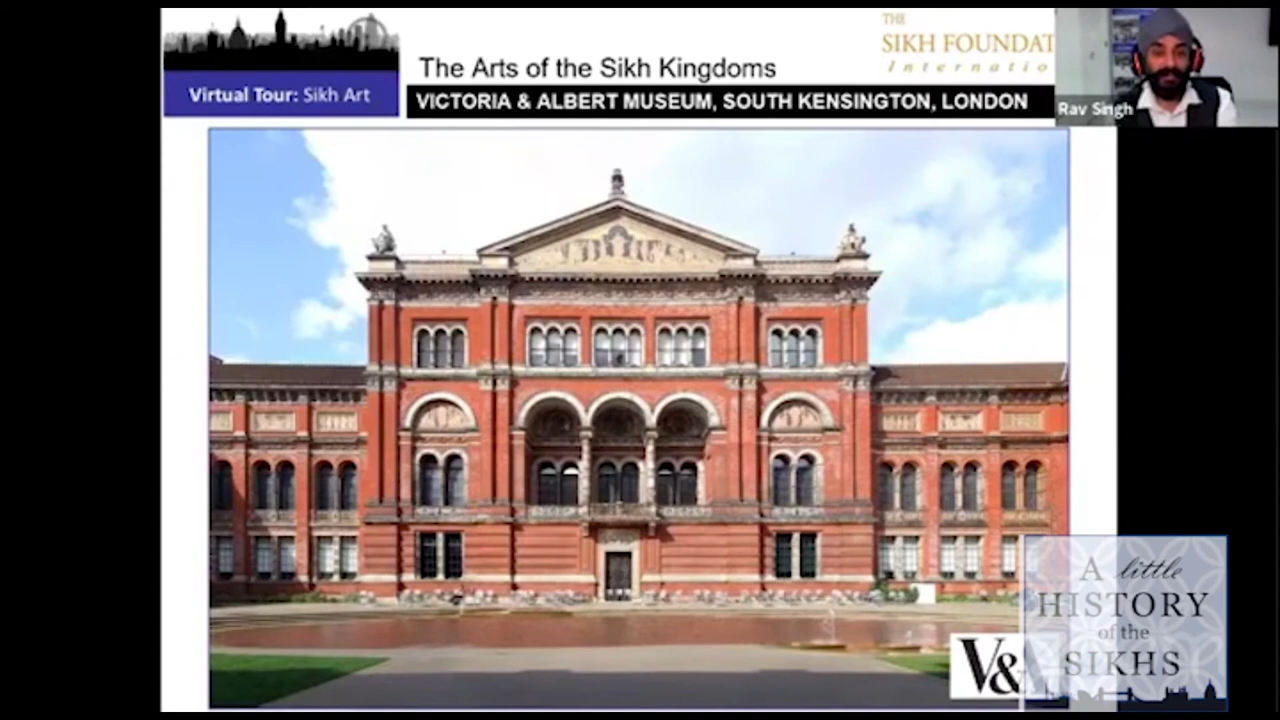 Virtual Tour: Sikh Art
The Arts of the Sikh Kingdoms
VICTORIA & ALBERT MUSEUM, SOUTH KENSINGTON, LONDON
THE
SIKH FOUNDAT
Internatio
Rav Singh
V&
A little
HISTORY
of the
SIKHS